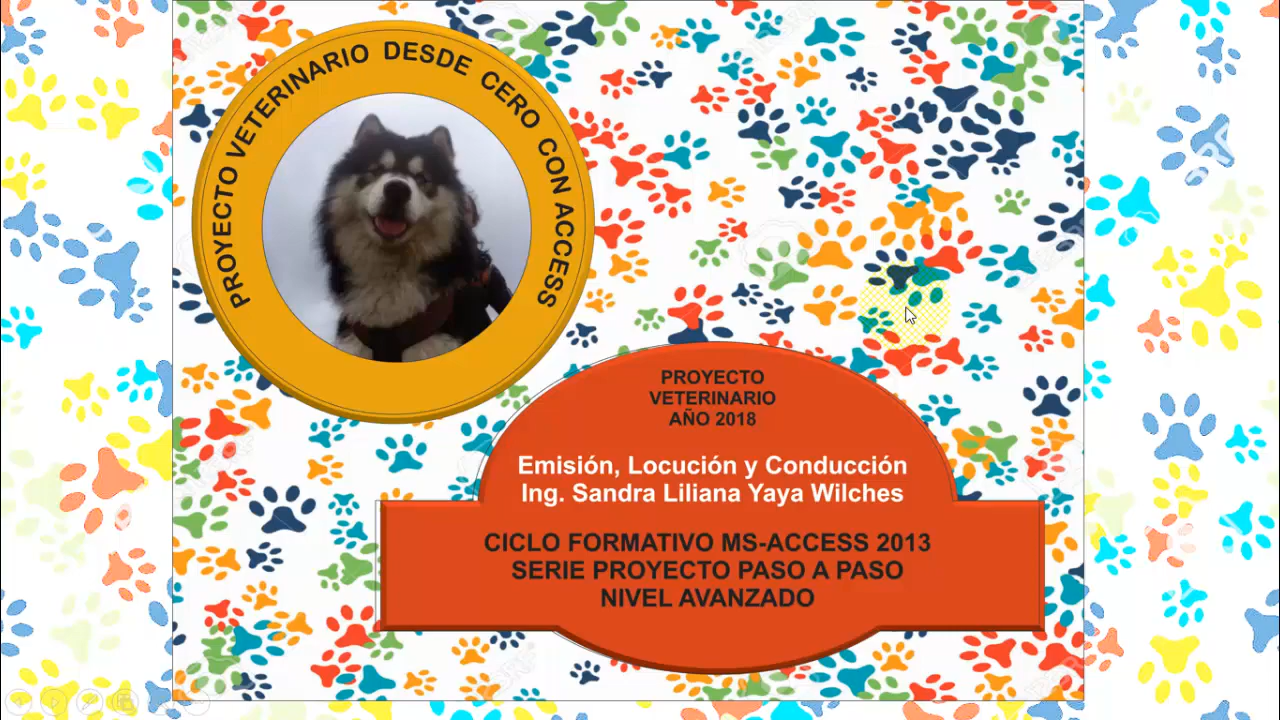 PROYECTO VETERINARIO DESDE CERO CON ACCESS
PROYECTO
VETERINARIO
AÑO 2018
Emisión, Locución y Conducción
Ing. Sandra Liliana Yaya Wilches
CICLO FORMATIVO MS-ACCESS 2013
SERIE PROYECTO PASO A PASO
NIVEL AVANZADO